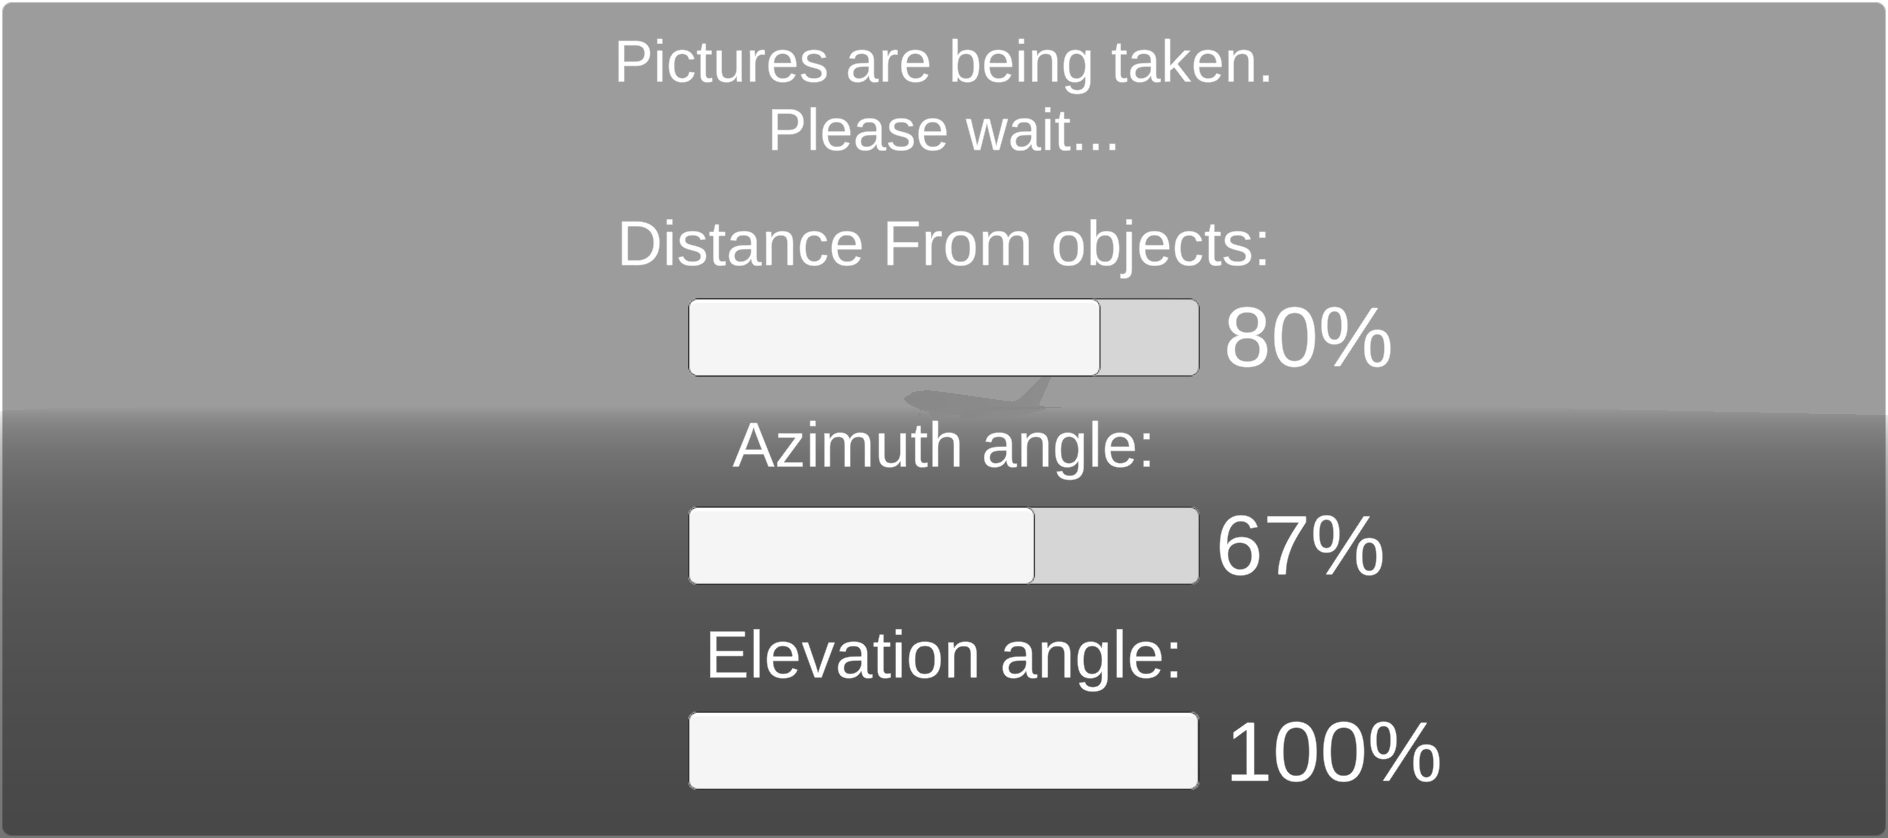 Pictures are being taken.
Please wait...
Distance From objects:
80%
Azimuth angle:
67%
Elevation angle:
100%